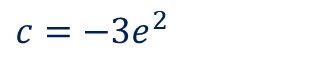 c = −3e²